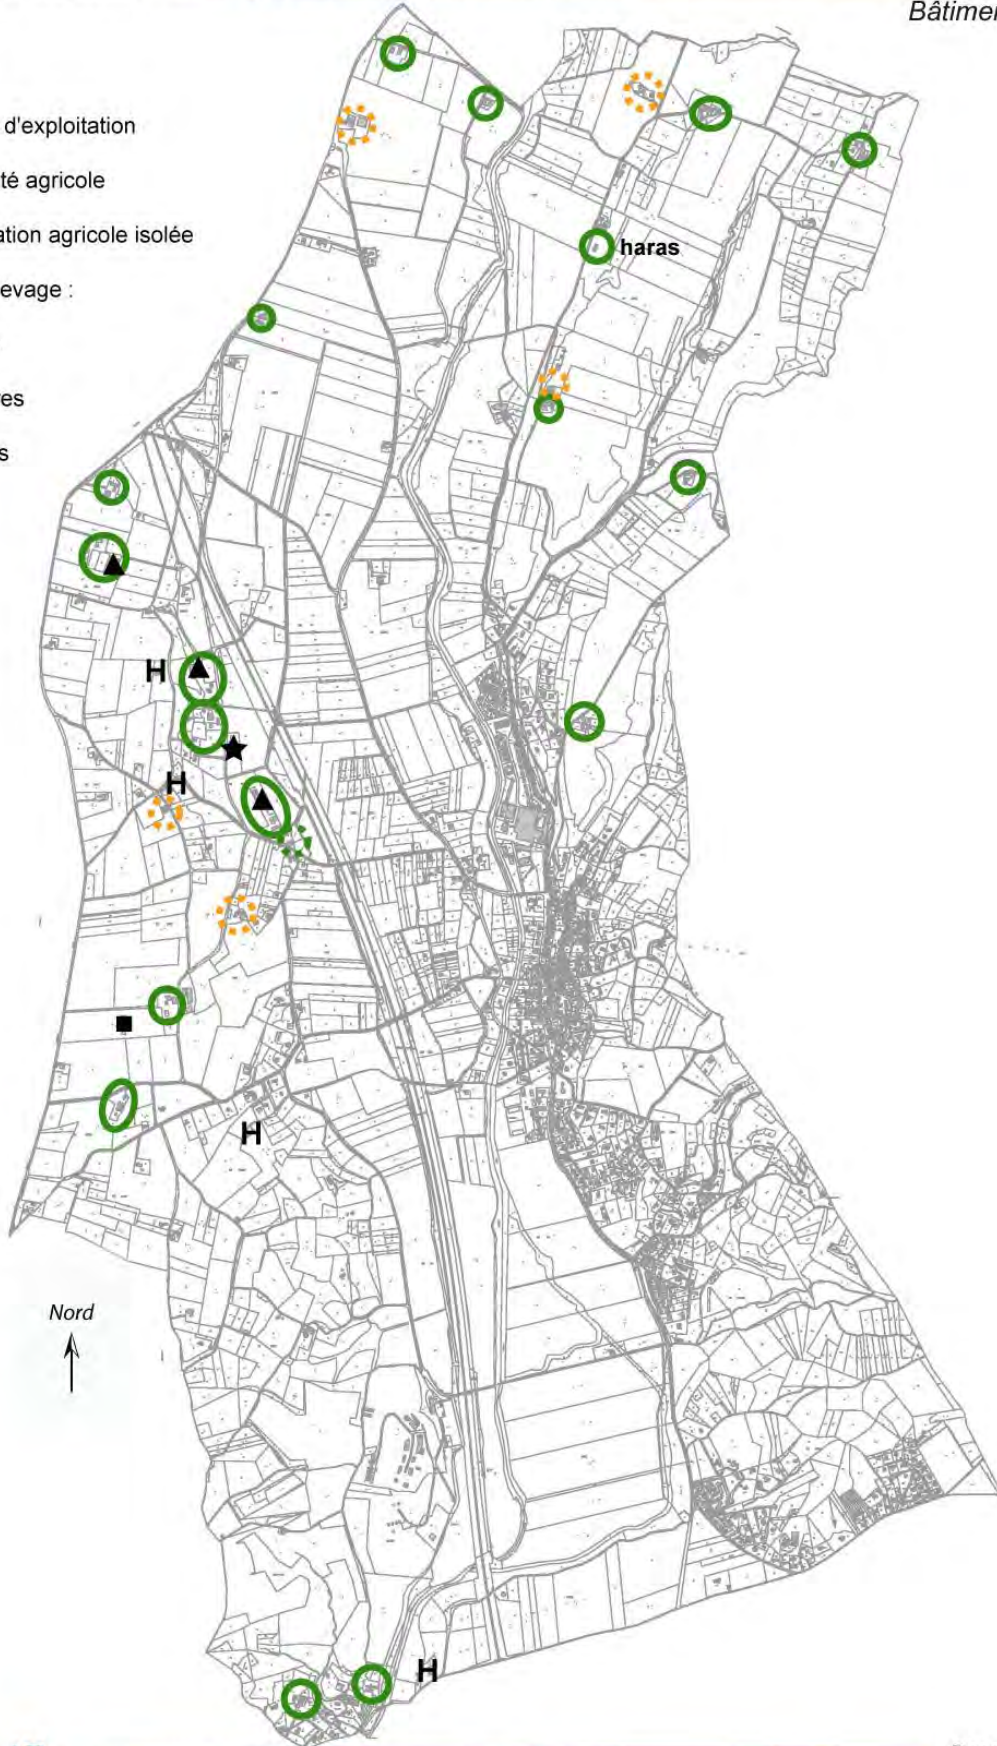 Bâtimen
d'exploitation
té agricole
ation agricole isolée
evage :
es
s
haras
H
H
H
Nord
H